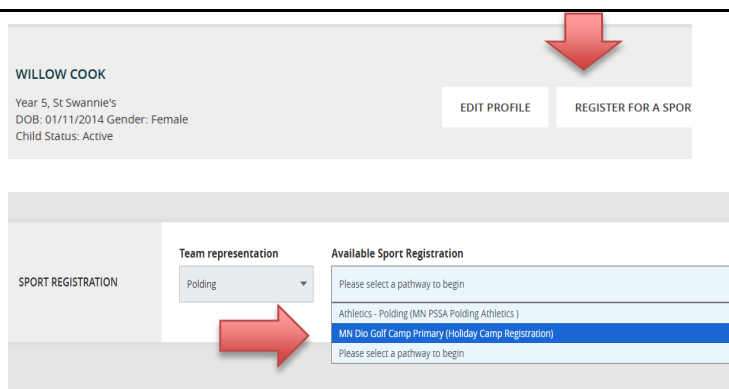 WILLOW COOK
Year 5, St Swannie's
DOB: 01/11/2014 Gender: Female
Child Status: Active
EDIT PROFILE
REGISTER FOR A SPOR
SPORT REGISTRATION
Team representation
Polding
Available Sport Registration
Please select a pathway to begin
Athletics - Polding (MN PSSA Polding Athletics )
MN Dio Golf Camp Primary (Holiday Camp Registration)
Please select a pathway to begin